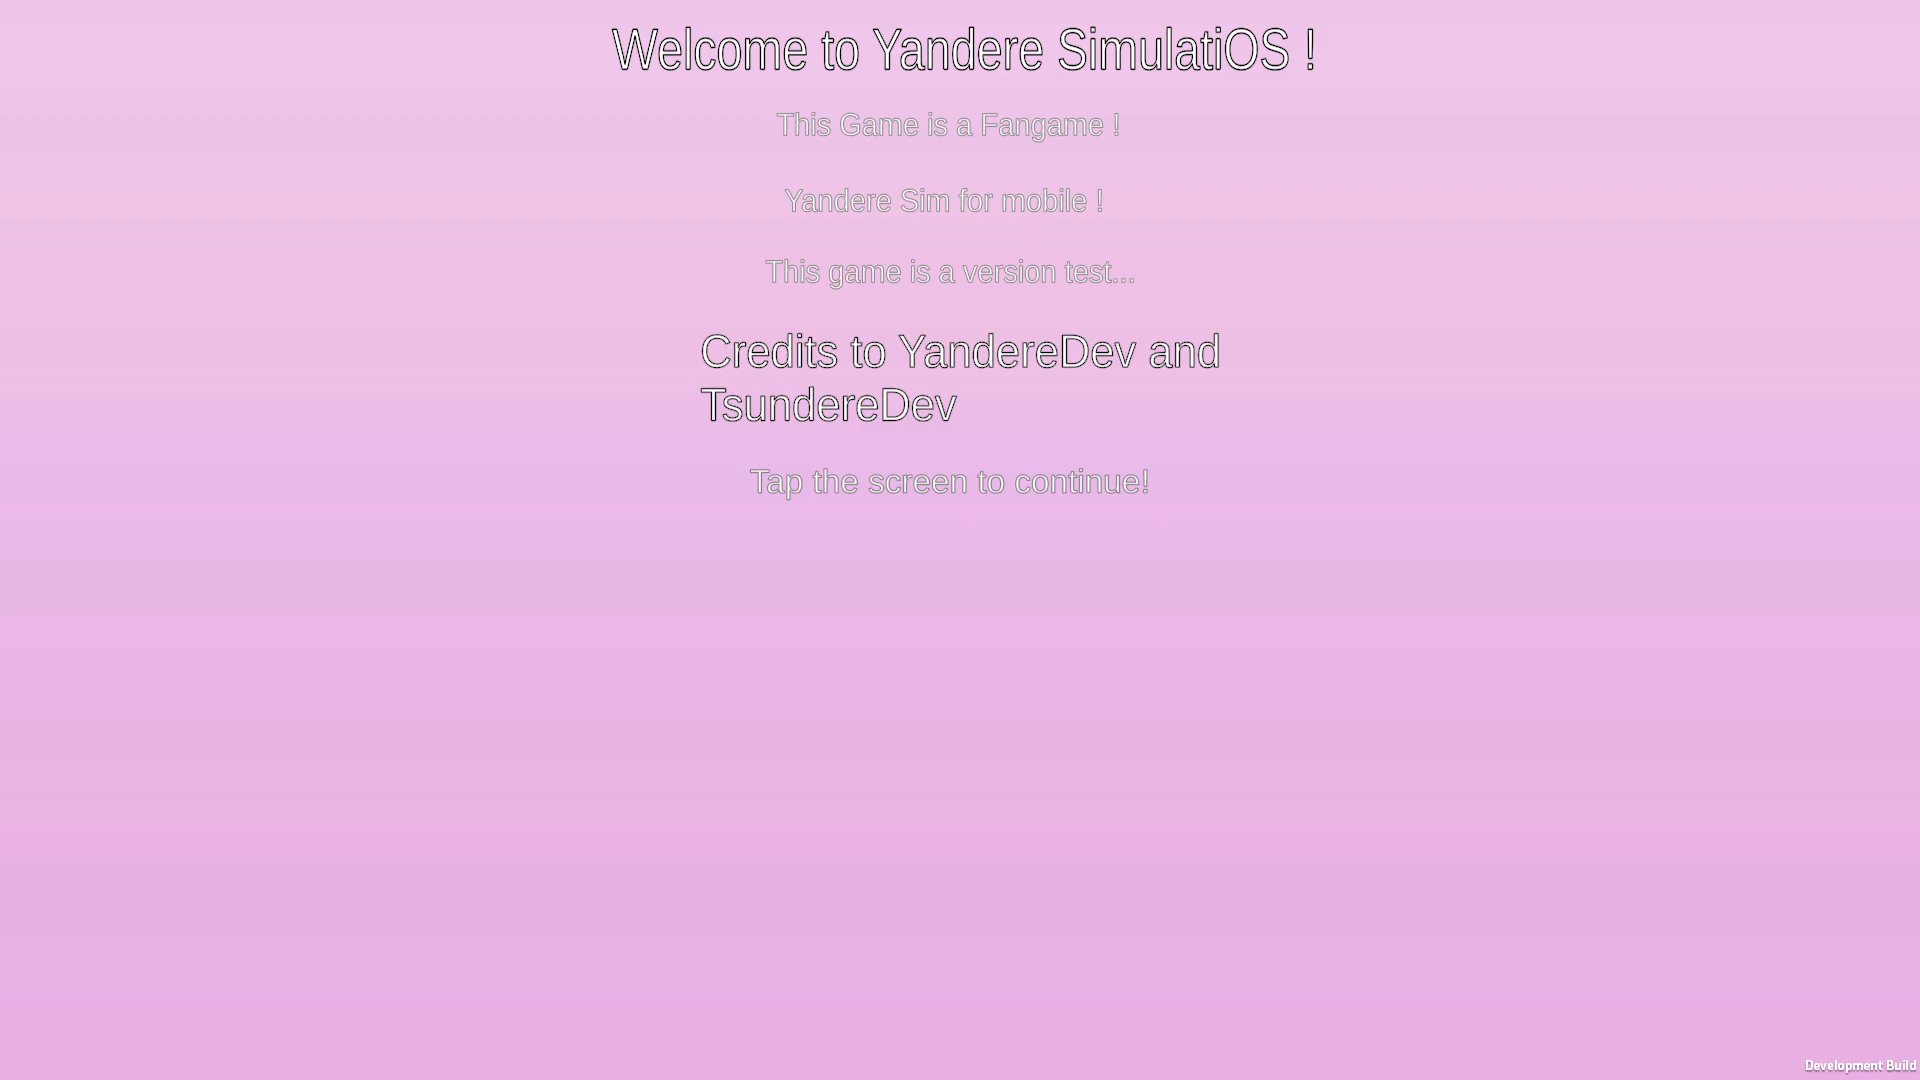 Welcome to Yandere SimulatiOS !
This Game is a Fangame !
Yandere Sim for mobile !
This game is a version test...
Credits to YandereDev and
TsundereDev
Tap the screen to continue!
Development Build